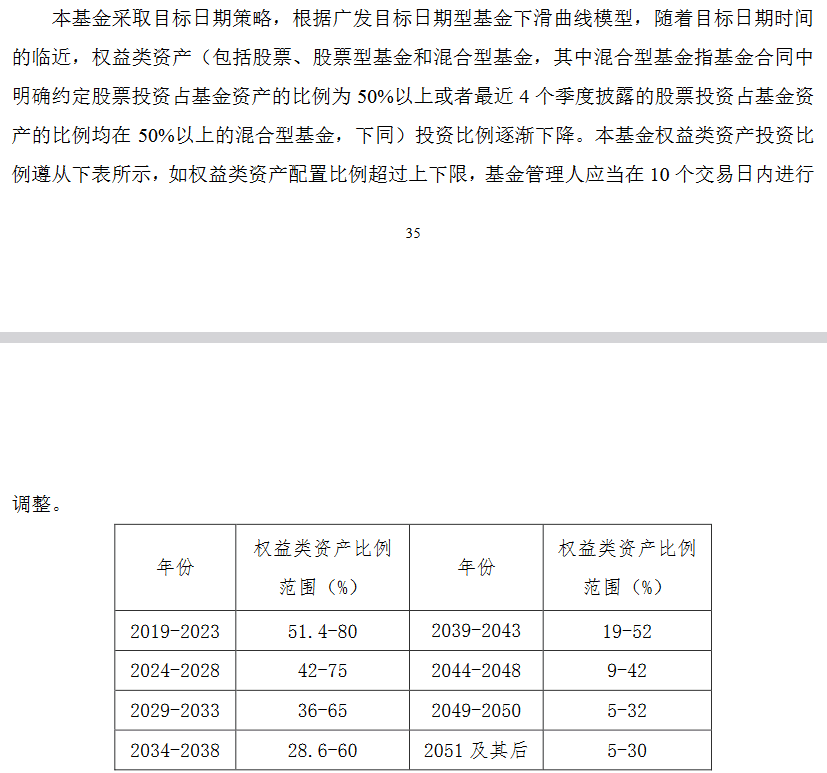 本基金采取目标日期策略，根据广发目标日期型基金下滑曲线模型，随着目标日期时间
的临近，权益类资产（包括股票、股票型基金和混合型基金，其中混合型基金指基金合同中
明确约定股票投资占基金资产的比例为 50%以上或者最近 4 个季度披露的股票投资占基金资
产的比例均在 50%以上的混合型基金，下同）投资比例逐渐下降。本基金权益类资产投资比
例遵从下表所示，如权益类资产配置比例超过上下限，基金管理人应当在 10 个交易日内进行
35
调整。
年份 权益类资产比例 年份 权益类资产比例
范围（%） 范围（%）
2019-2023 51.4-80 2039-2043 19-52
2024-2028 42-75 2044-2048 9-42
2029-2033 36-65 2049-2050 5-32
2034-2038 28.6-60 2051 及其后 5-30